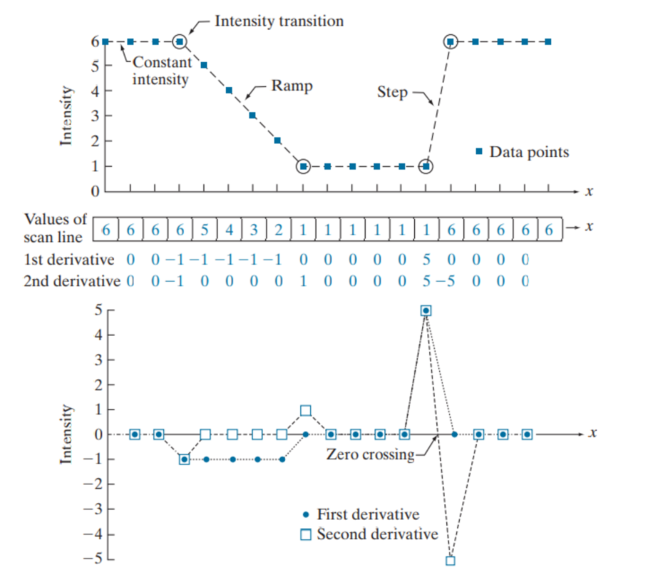 Intensity transition
6
Constant
intensity
5
4
Ramp
Step
3
2
Data points
1
0
x
Intensity
Values of
scan line
6 6 6 6 5 4 3 2 1 1 1 1 1 1 6 6 6 6 6 x
1st derivative 0 0 −1 −1 −1 −1 −1 0 0 0 0 0 5 0 0 0 0
2nd derivative 0 0 −1 0 0 0 0 1 0 0 0 0 5 −5 0 0 0
5
4
3
2
1
0
x
Zero crossing
−1
−2
−3
First derivative
−4
Second derivative
−5
Intensity